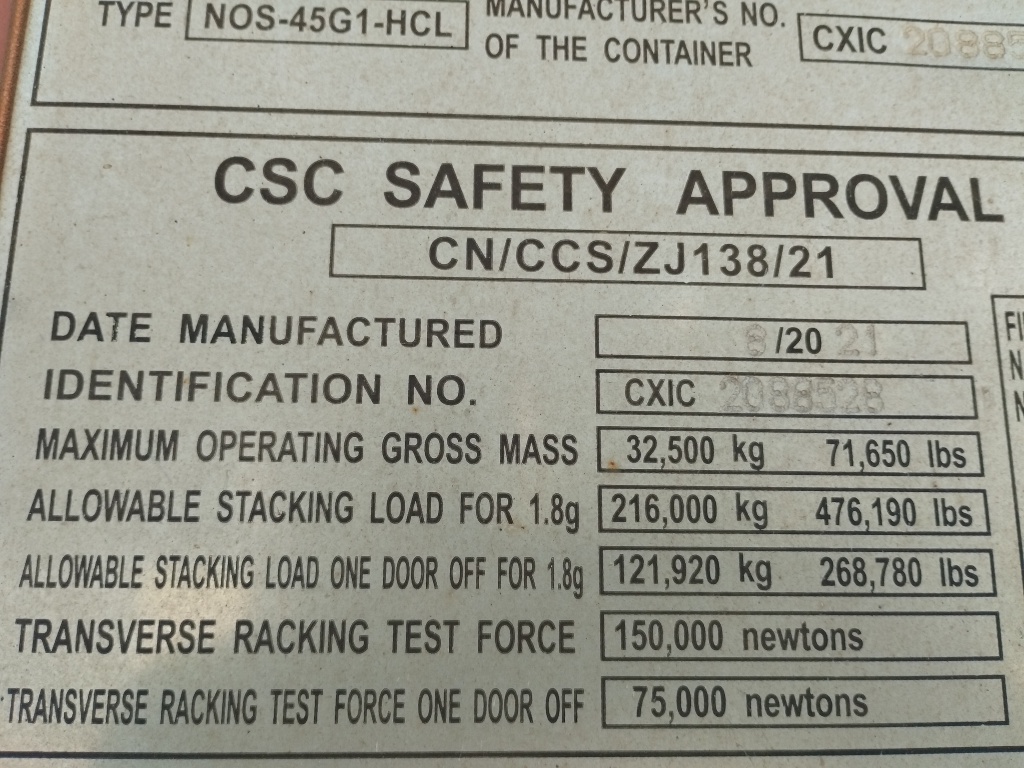 TYPE NOS-45G1-HCL
MANUFACTURER'S NO.
OF THE CONTAINER
CXIC 20885
CSC SAFETY APPROVAL
CN/CCS/ZJ138/21
DATE MANUFACTURED 8/20 21
IDENTIFICATION NO. CXIC 2088528
MAXIMUM OPERATING GROSS MASS 32,500 kg 71,650 lbs
ALLOWABLE STACKING LOAD FOR 1.8g 216,000 kg 476,190 lbs
ALLOWABLE STACKING LOAD ONE DOOR OFF FOR 1.8g 121,920 kg 268,780 lbs
TRANSVERSE RACKING TEST FORCE 150,000 newtons
TRANSVERSE RACKING TEST FORCE ONE DOOR OFF 75,000 newtons